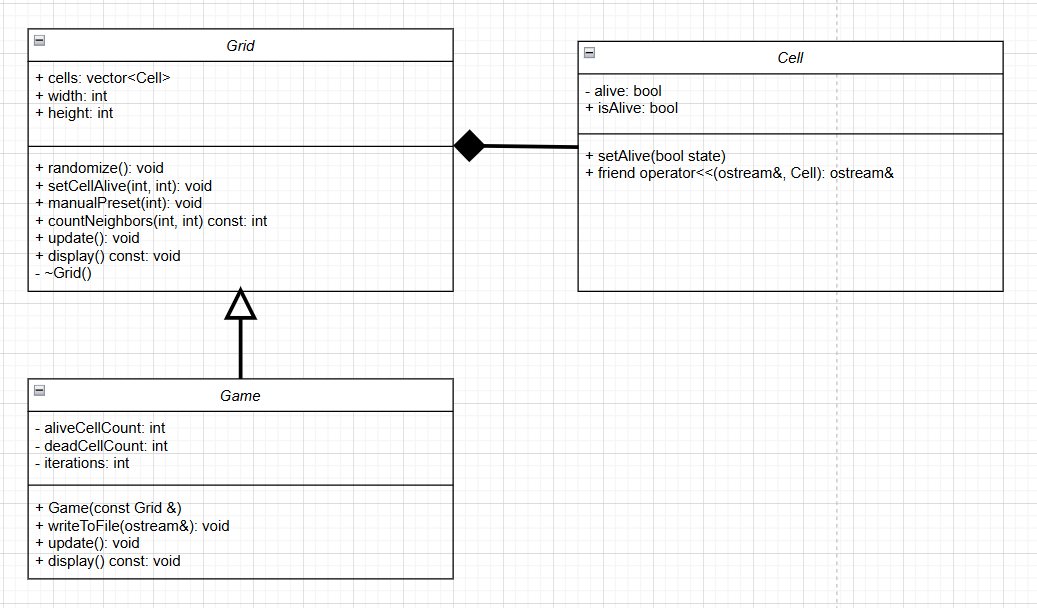 Grid
+ cells: vector<Cell>
+ width: int
+ height: int
+ randomize(): void
+ setCellAlive(int, int): void
+ manualPreset(int): void
+ countNeighbors(int, int) const: int
+ update(): void
+ display() const: void
- ~Grid()
Cell
- alive: bool
+ isAlive: bool
+ setAlive(bool state)
+ friend operator<<(ostream&, Cell): ostream&
Game
- aliveCellCount: int
- deadCellCount: int
- iterations: int
+ Game(const Grid &)
+ writeToFile(ostream&): void
+ update(): void
+ display() const: void